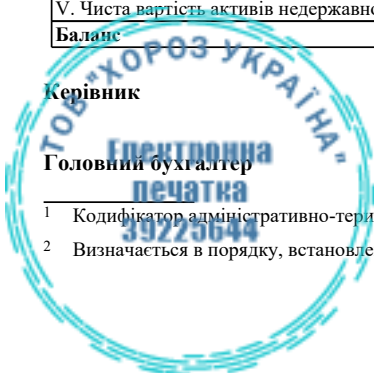 V. Чиста вартість активів недержавно
Баланс
ТОВ "ХОРОЗ УКРАЇНА"
Керівник
Головний бухгалтер
Електронна
печатка
39225644
1 Кодифікатор адміністративно-тери
2 Визначається в порядку, встановле